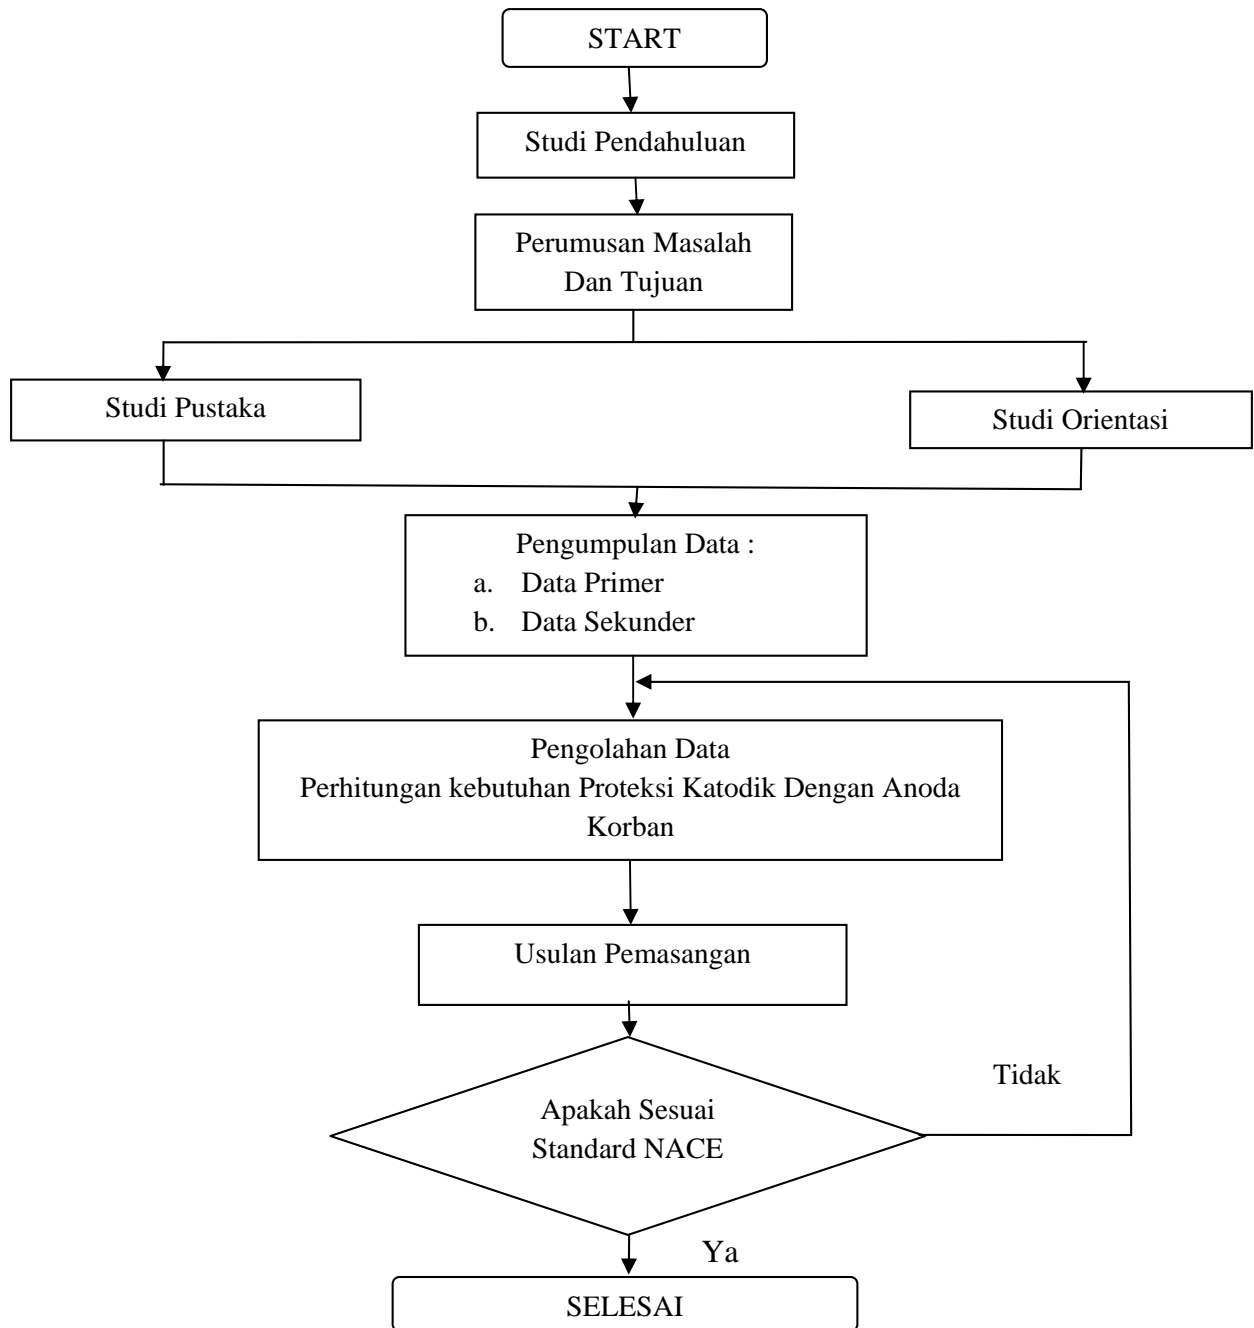 START
Studi Pendahuluan
Perumusan Masalah
Dan Tujuan
Studi Pustaka
Studi Orientasi
Pengumpulan Data :
a. Data Primer
b. Data Sekunder
Pengolahan Data
Perhitungan kebutuhan Proteksi Katodik Dengan Anoda
Korban
Usulan Pemasangan
Apakah Sesuai
Standard NACE
Tidak
Ya
SELESAI